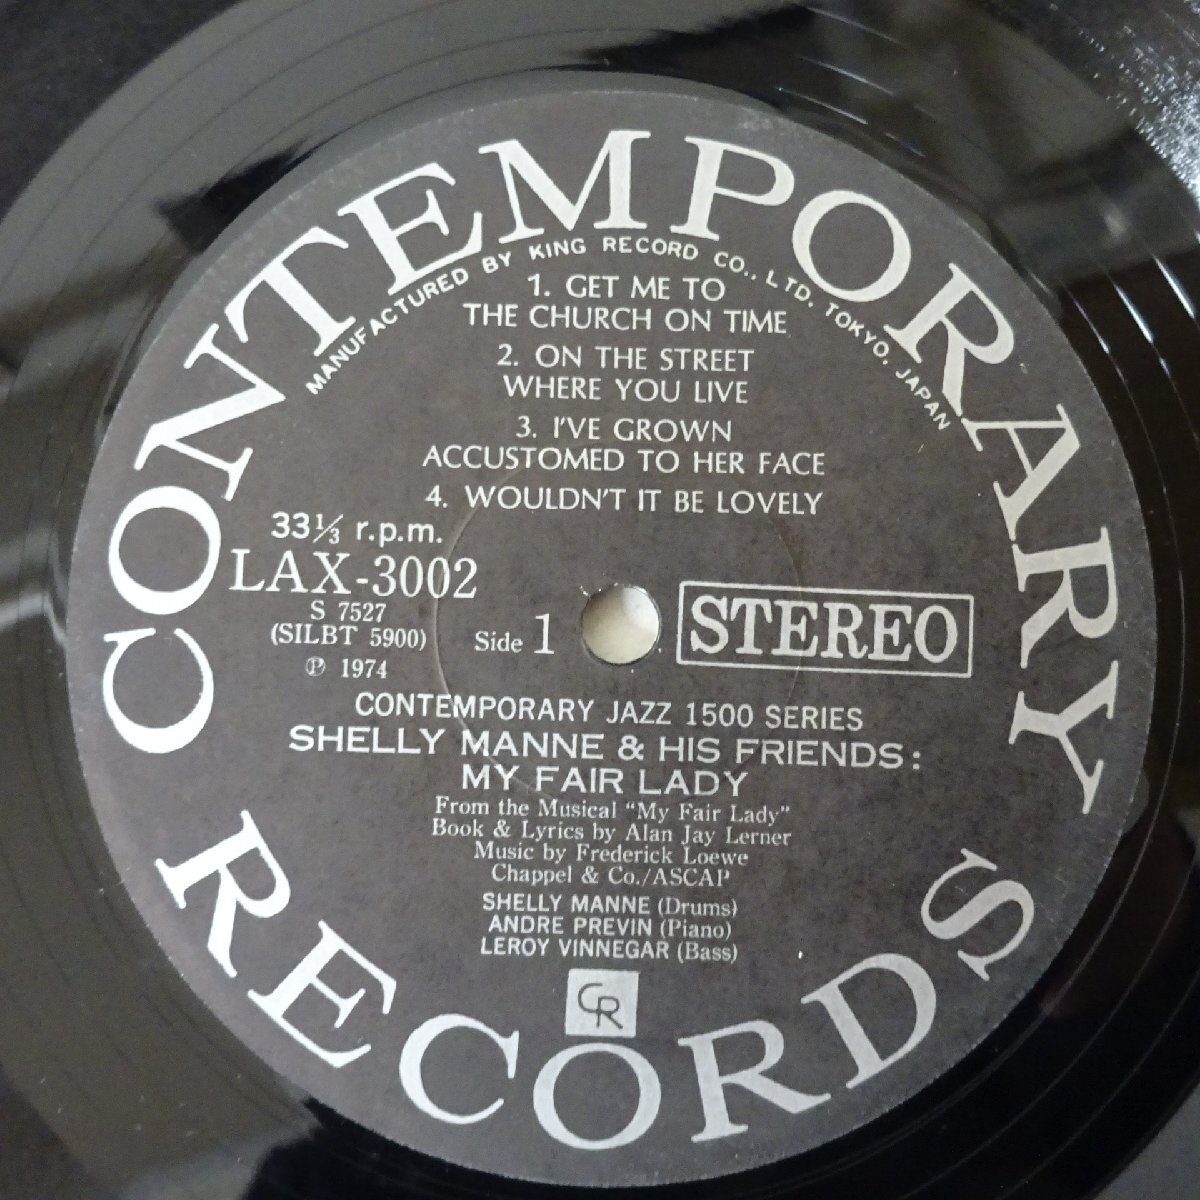 CONTEMPORARY
MANUFACTURED BY KING RECORD CO., LTD. TOKYO, JAPAN
1. GET ME TO
THE CHURCH ON TIME
2. ON THE STREET
WHERE YOU LIVE
3. I'VE GROWN
ACCUSTOMED TO HER FACE
4. WOULDN'T IT BE LOVELY
33⅓ r.p.m.
LAX-3002
S 7527
(SILBT 5900)
℗ 1974
Side 1
STEREO
CONTEMPORARY JAZZ 1500 SERIES
SHELLY MANNE & HIS FRIENDS:
MY FAIR LADY
From the Musical "My Fair Lady"
Book & Lyrics by Alan Jay Lerner
Music by Frederick Loewe
Chappel & Co./ASCAP
SHELLY MANNE (Drums)
ANDRE PREVIN (Piano)
LEROY VINNEGAR (Bass)
CR
RECORDS